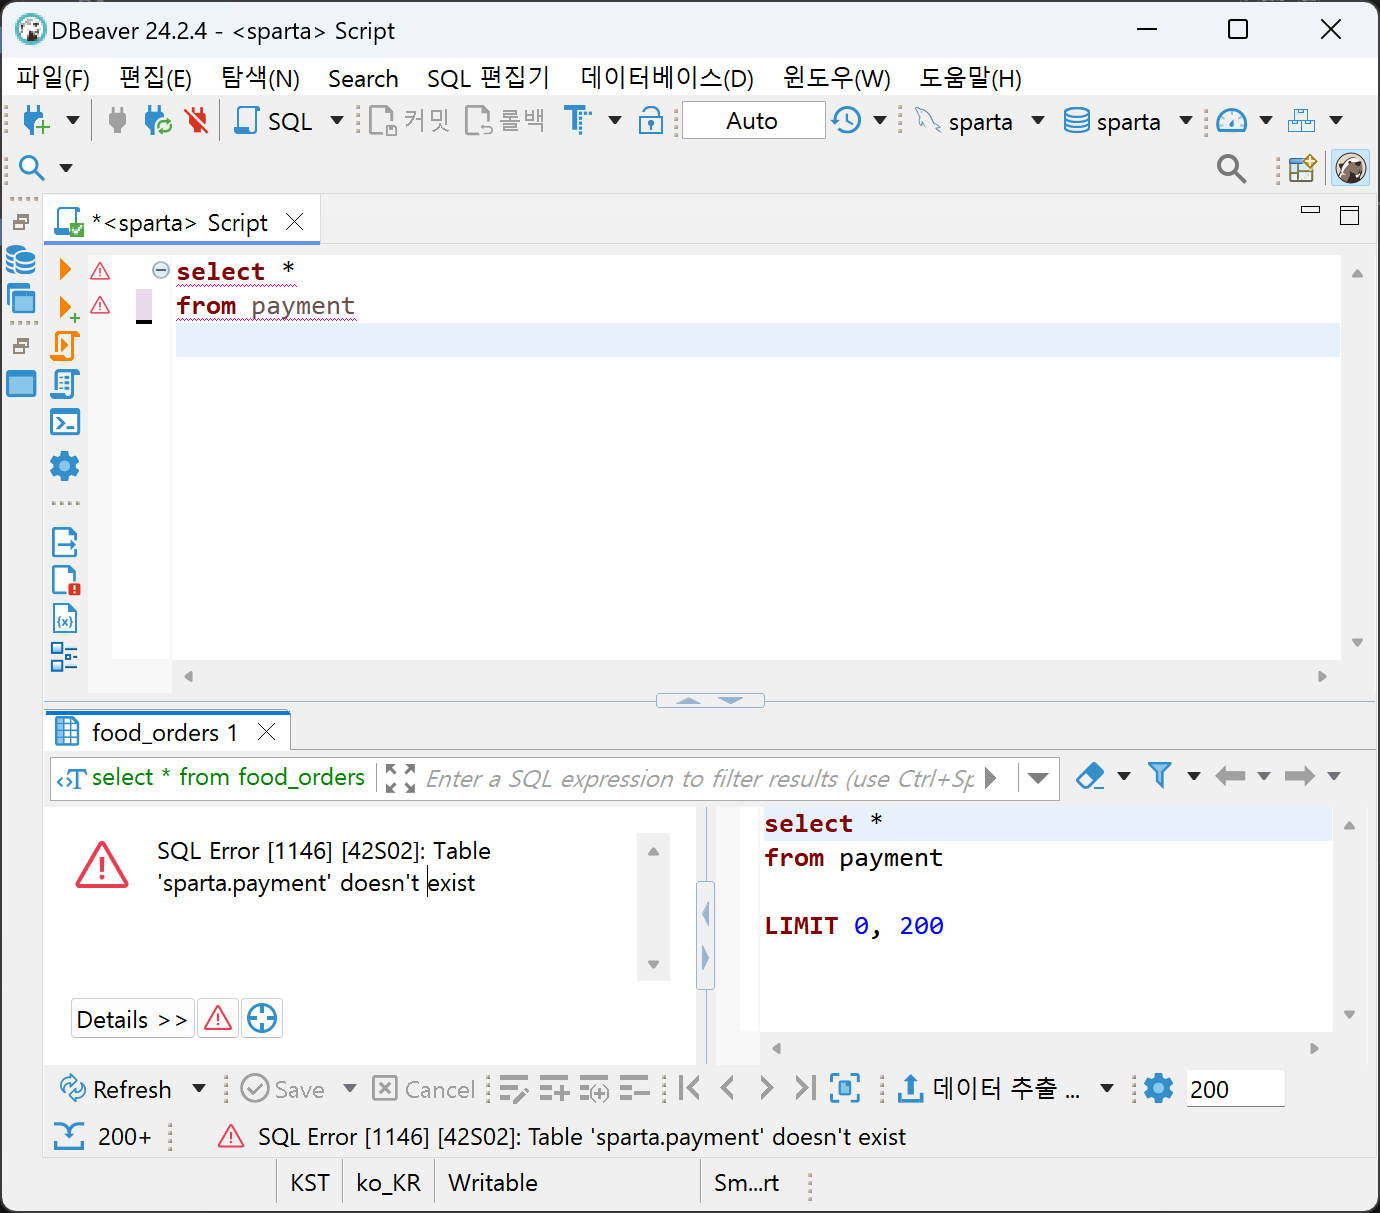 DBeaver 24.2.4 - <sparta> Script
파일(F) 편집(E) 탐색(N) Search SQL 편집기 데이터베이스(D) 윈도우(W) 도움말(H)
SQL 커밋 롤백 T Auto sparta sparta
*<sparta> Script
select *
from payment
food_orders 1
select * from food_orders Enter a SQL expression to filter results (use Ctrl+Sp
SQL Error [1146] [42S02]: Table
'sparta.payment' doesn't exist
Details >>
select *
from payment
LIMIT 0, 200
Refresh Save Cancel 데이터 추출 ... 200
200+ SQL Error [1146] [42S02]: Table 'sparta.payment' doesn't exist
KST ko_KR Writable Sm...rt